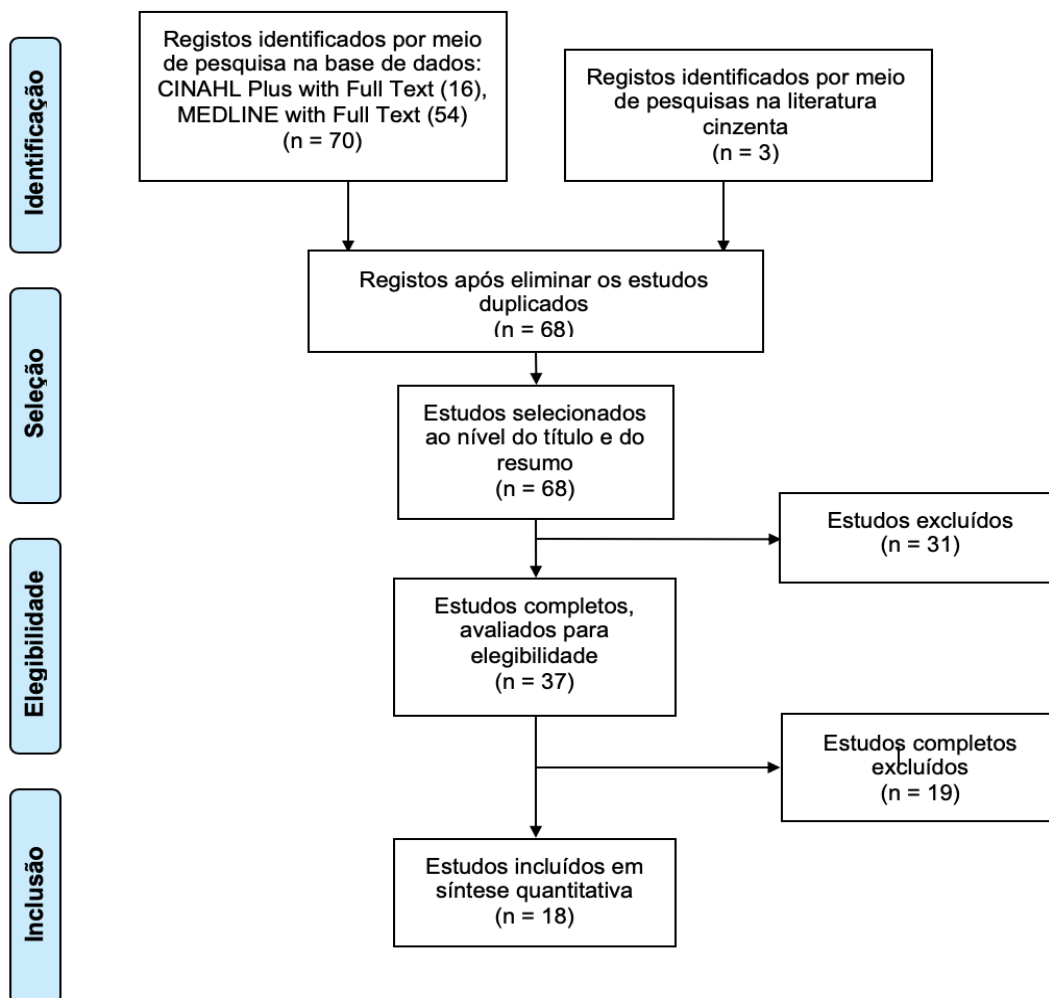 Identificação
Registos identificados por meio
de pesquisa na base de dados:
CINAHL Plus with Full Text (16),
MEDLINE with Full Text (54)
(n = 70)
Registos identificados por meio
de pesquisas na literatura
cinzenta
(n = 3)
Seleção
Registos após eliminar os estudos
duplicados
(n = 68)
Estudos selecionados
ao nível do título e do
resumo
(n = 68)
Estudos excluídos
(n = 31)
Elegibilidade
Estudos completos,
avaliados para
elegibilidade
(n = 37)
Estudos completos
excluídos
(n = 19)
Inclusão
Estudos incluídos em
síntese quantitativa
(n = 18)